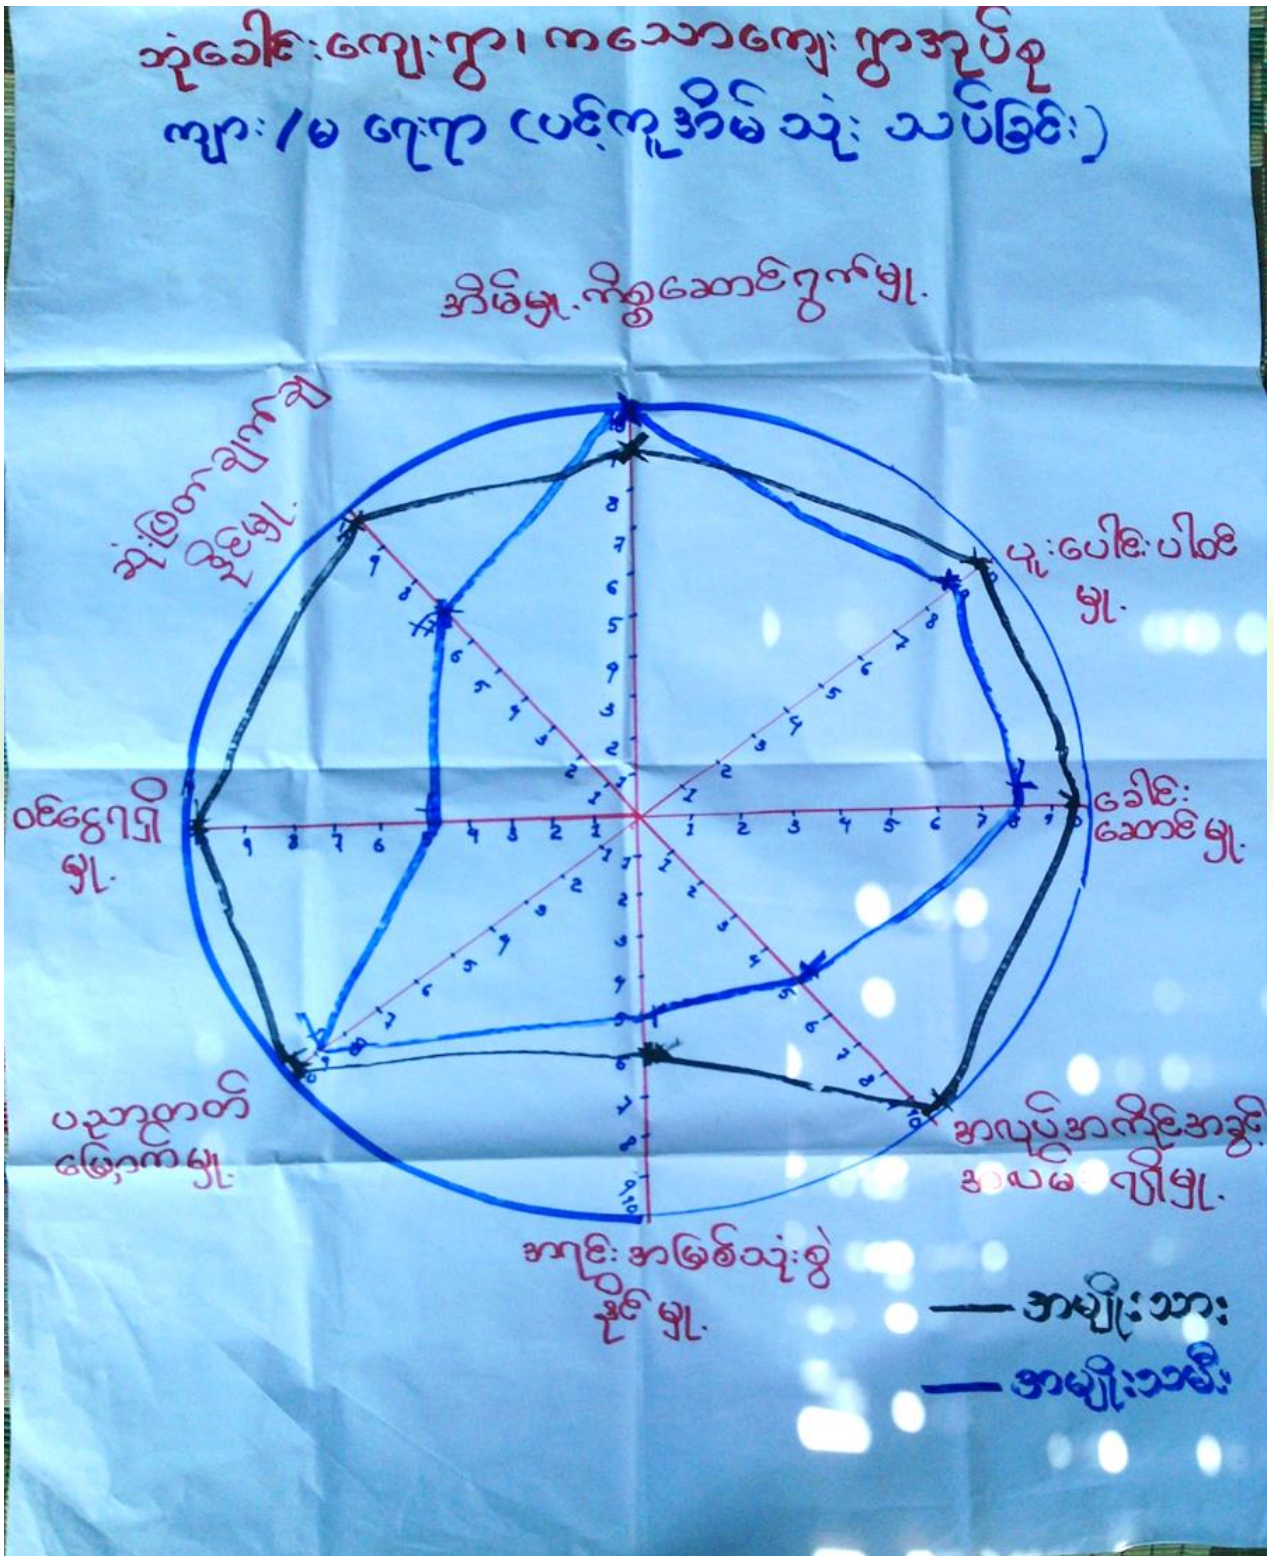 ဘုံခေါင်းကျေးရွာ၊ ကသောကျေးရွာအုပ်စု
ကျား/မ ရေးရာ (ပင့်ကူအိမ်သုံး သပ်ခြင်း)
အိမ်မှု.ကိစ္စဆောင်ရွက်မှု.
ဆုံးဖြတ်ချက်ချ
နိုင်မှု.
ပူးပေါင်းပါဝင်
မှု.
ဝင်ငွေရရှိ
မှု.
ခေါင်း
ဆောင်မှု.
ပညာတတ်
မြောက်မှု.
အလုပ်အကိုင်အခွင့်
အလမ်း ရရှိမှု.
အရင်းအမြစ်သုံးစွဲ
နိုင်မှု.
အမျိုးသား
အမျိုးသမီး